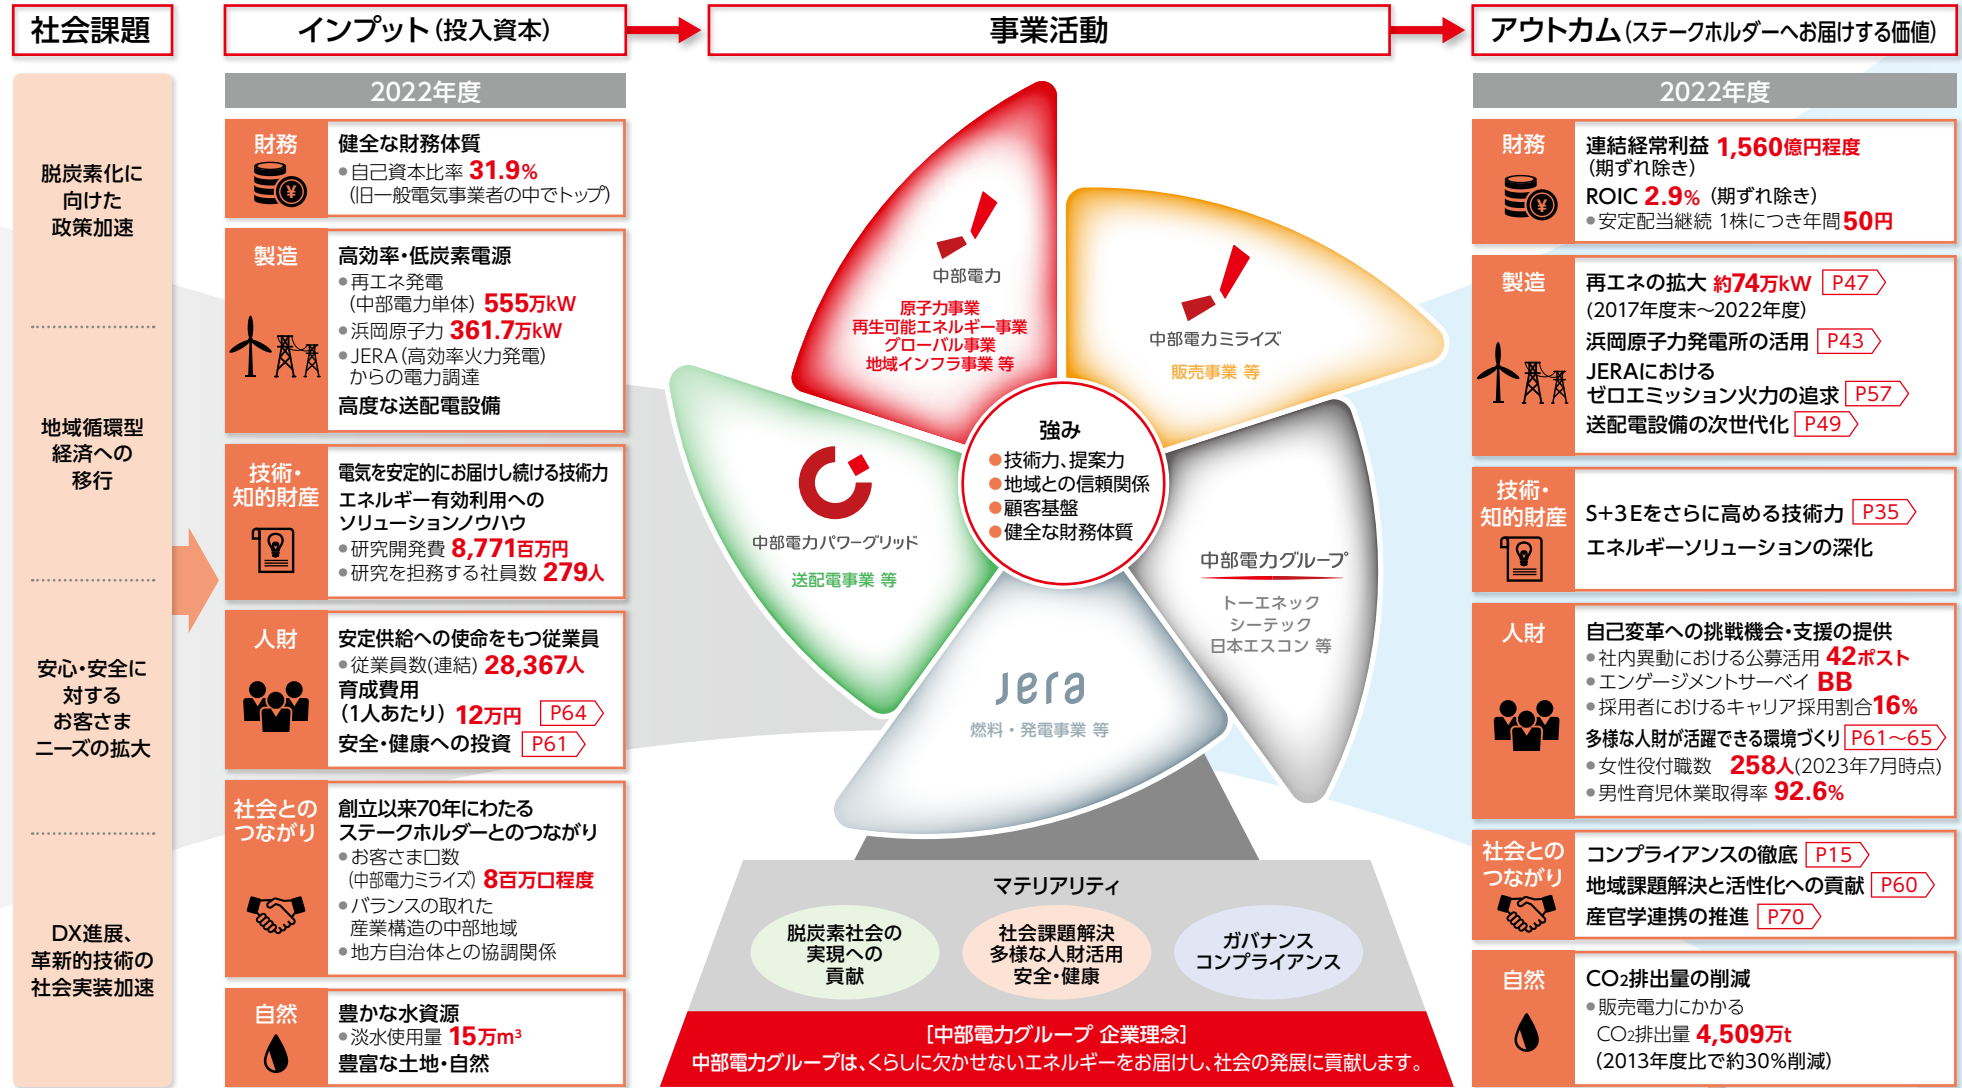 社会課題
脱炭素化に
向けた
政策加速
地域循環型
経済への
移行
安心・安全に
対する
お客さま
ニーズの拡大
DX進展、
革新的技術の
社会実装加速
インプット（投入資本）
2022年度
財務
健全な財務体質
●自己資本比率 31.9%
（旧一般電気事業者の中でトップ）
製造
高効率・低炭素電源
●再エネ発電
（中部電力単体） 555万kW
●浜岡原子力 361.7万kW
●JERA（高効率火力発電）
からの電力調達
高度な送配電設備
技術・
知的財産
電気を安定的にお届けし続ける技術力
エネルギー有効利用への
ソリューションノウハウ
●研究開発費 8,771百万円
●研究を担務する社員数 279人
人財
安定供給への使命をもつ従業員
●従業員数(連結) 28,367人
育成費用
（1人あたり） 12万円 P64
安全・健康への投資 P61
社会との
つながり
創立以来70年にわたる
ステークホルダーとのつながり
●お客さま口数
（中部電力ミライズ） 8百万口程度
●バランスの取れた
産業構造の中部地域
●地方自治体との協調関係
自然
豊かな水資源
●淡水使用量 15万m³
豊富な土地・自然
事業活動
中部電力
原子力事業
再生可能エネルギー事業
グローバル事業
地域インフラ事業 等
中部電力ミライズ
販売事業 等
中部電力パワーグリッド
送配電事業 等
強み
●技術力、提案力
●地域との信頼関係
●顧客基盤
●健全な財務体質
中部電力グループ
トーエネック
シーテック
日本エスコン 等
Jera
燃料・発電事業 等
マテリアリティ
脱炭素社会の
実現への
貢献
社会課題解決
多様な人財活用
安全・健康
ガバナンス
コンプライアンス
［中部電力グループ 企業理念］
中部電力グループは、くらしに欠かせないエネルギーをお届けし、社会の発展に貢献します。
アウトカム（ステークホルダーへお届けする価値）
2022年度
財務
連結経常利益 1,560億円程度
（期ずれ除き）
ROIC 2.9%（期ずれ除き）
●安定配当継続 1株につき年間50円
製造
再エネの拡大 約74万kW P47
（2017年度末～2022年度）
浜岡原子力発電所の活用 P43
JERAにおける
ゼロエミッション火力の追求 P57
送配電設備の次世代化 P49
技術・
知的財産
S+3Eをさらに高める技術力 P35
エネルギーソリューションの深化
人財
自己変革への挑戦機会・支援の提供
●社内異動における公募活用 42ポスト
●エンゲージメントサーベイ BB
●採用者におけるキャリア採用割合16%
多様な人財が活躍できる環境づくり P61～65
●女性役付職数 258人(2023年7月時点)
●男性育児休業取得率 92.6%
社会との
つながり
コンプライアンスの徹底 P15
地域課題解決と活性化への貢献 P60
産官学連携の推進 P70
自然
CO₂排出量の削減
●販売電力にかかる
CO₂排出量 4,509万t
（2013年度比で約30%削減）